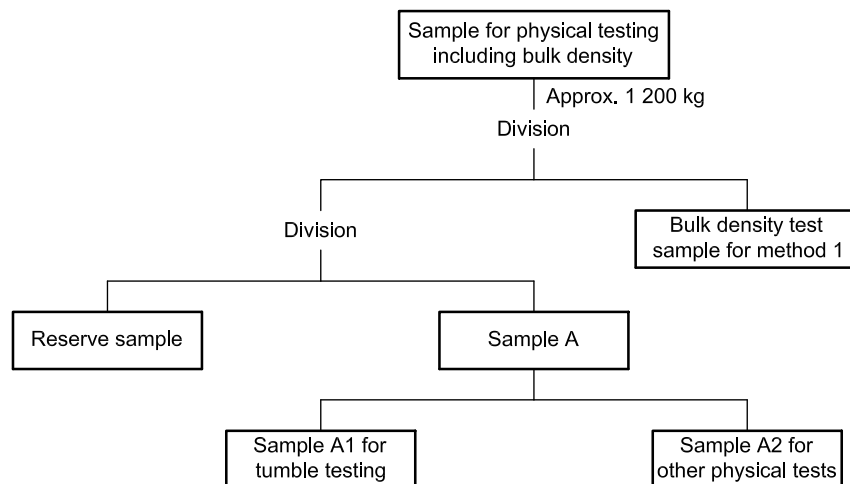 Sample for physical testing
including bulk density
Approx. 1 200 kg
Division
Division
Bulk density test
sample for method 1
Reserve sample
Sample A
Sample A1 for
tumble testing
Sample A2 for
other physical tests